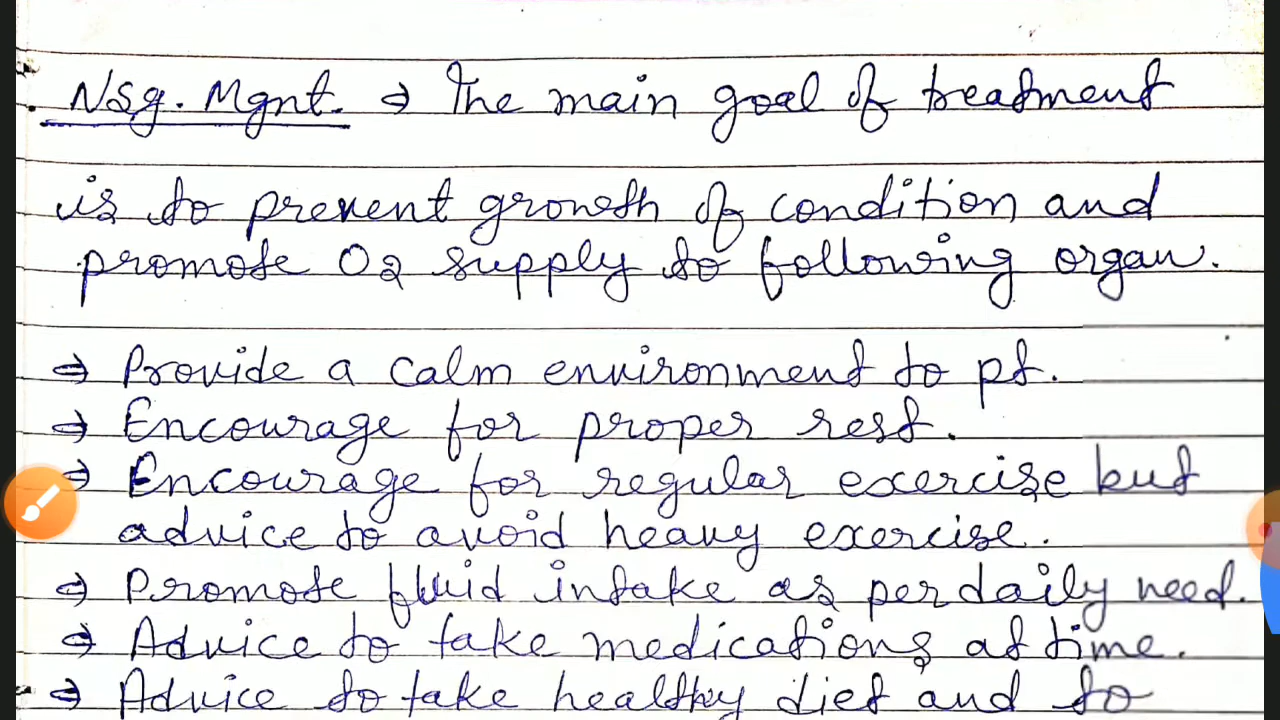 Nsg. Mgnt. ⇒ The main goal of treatment
is to prevent growth of condition and
promote O2 supply to following organ.
⇒ Provide a calm environment to pt.
⇒ Encourage for proper rest.
⇒ Encourage for regular exercise but
advice to avoid heavy exercise.
⇒ Promote fluid intake as per daily need.
⇒ Advice to take medications at time.
⇒ Advice to take healthy diet and to